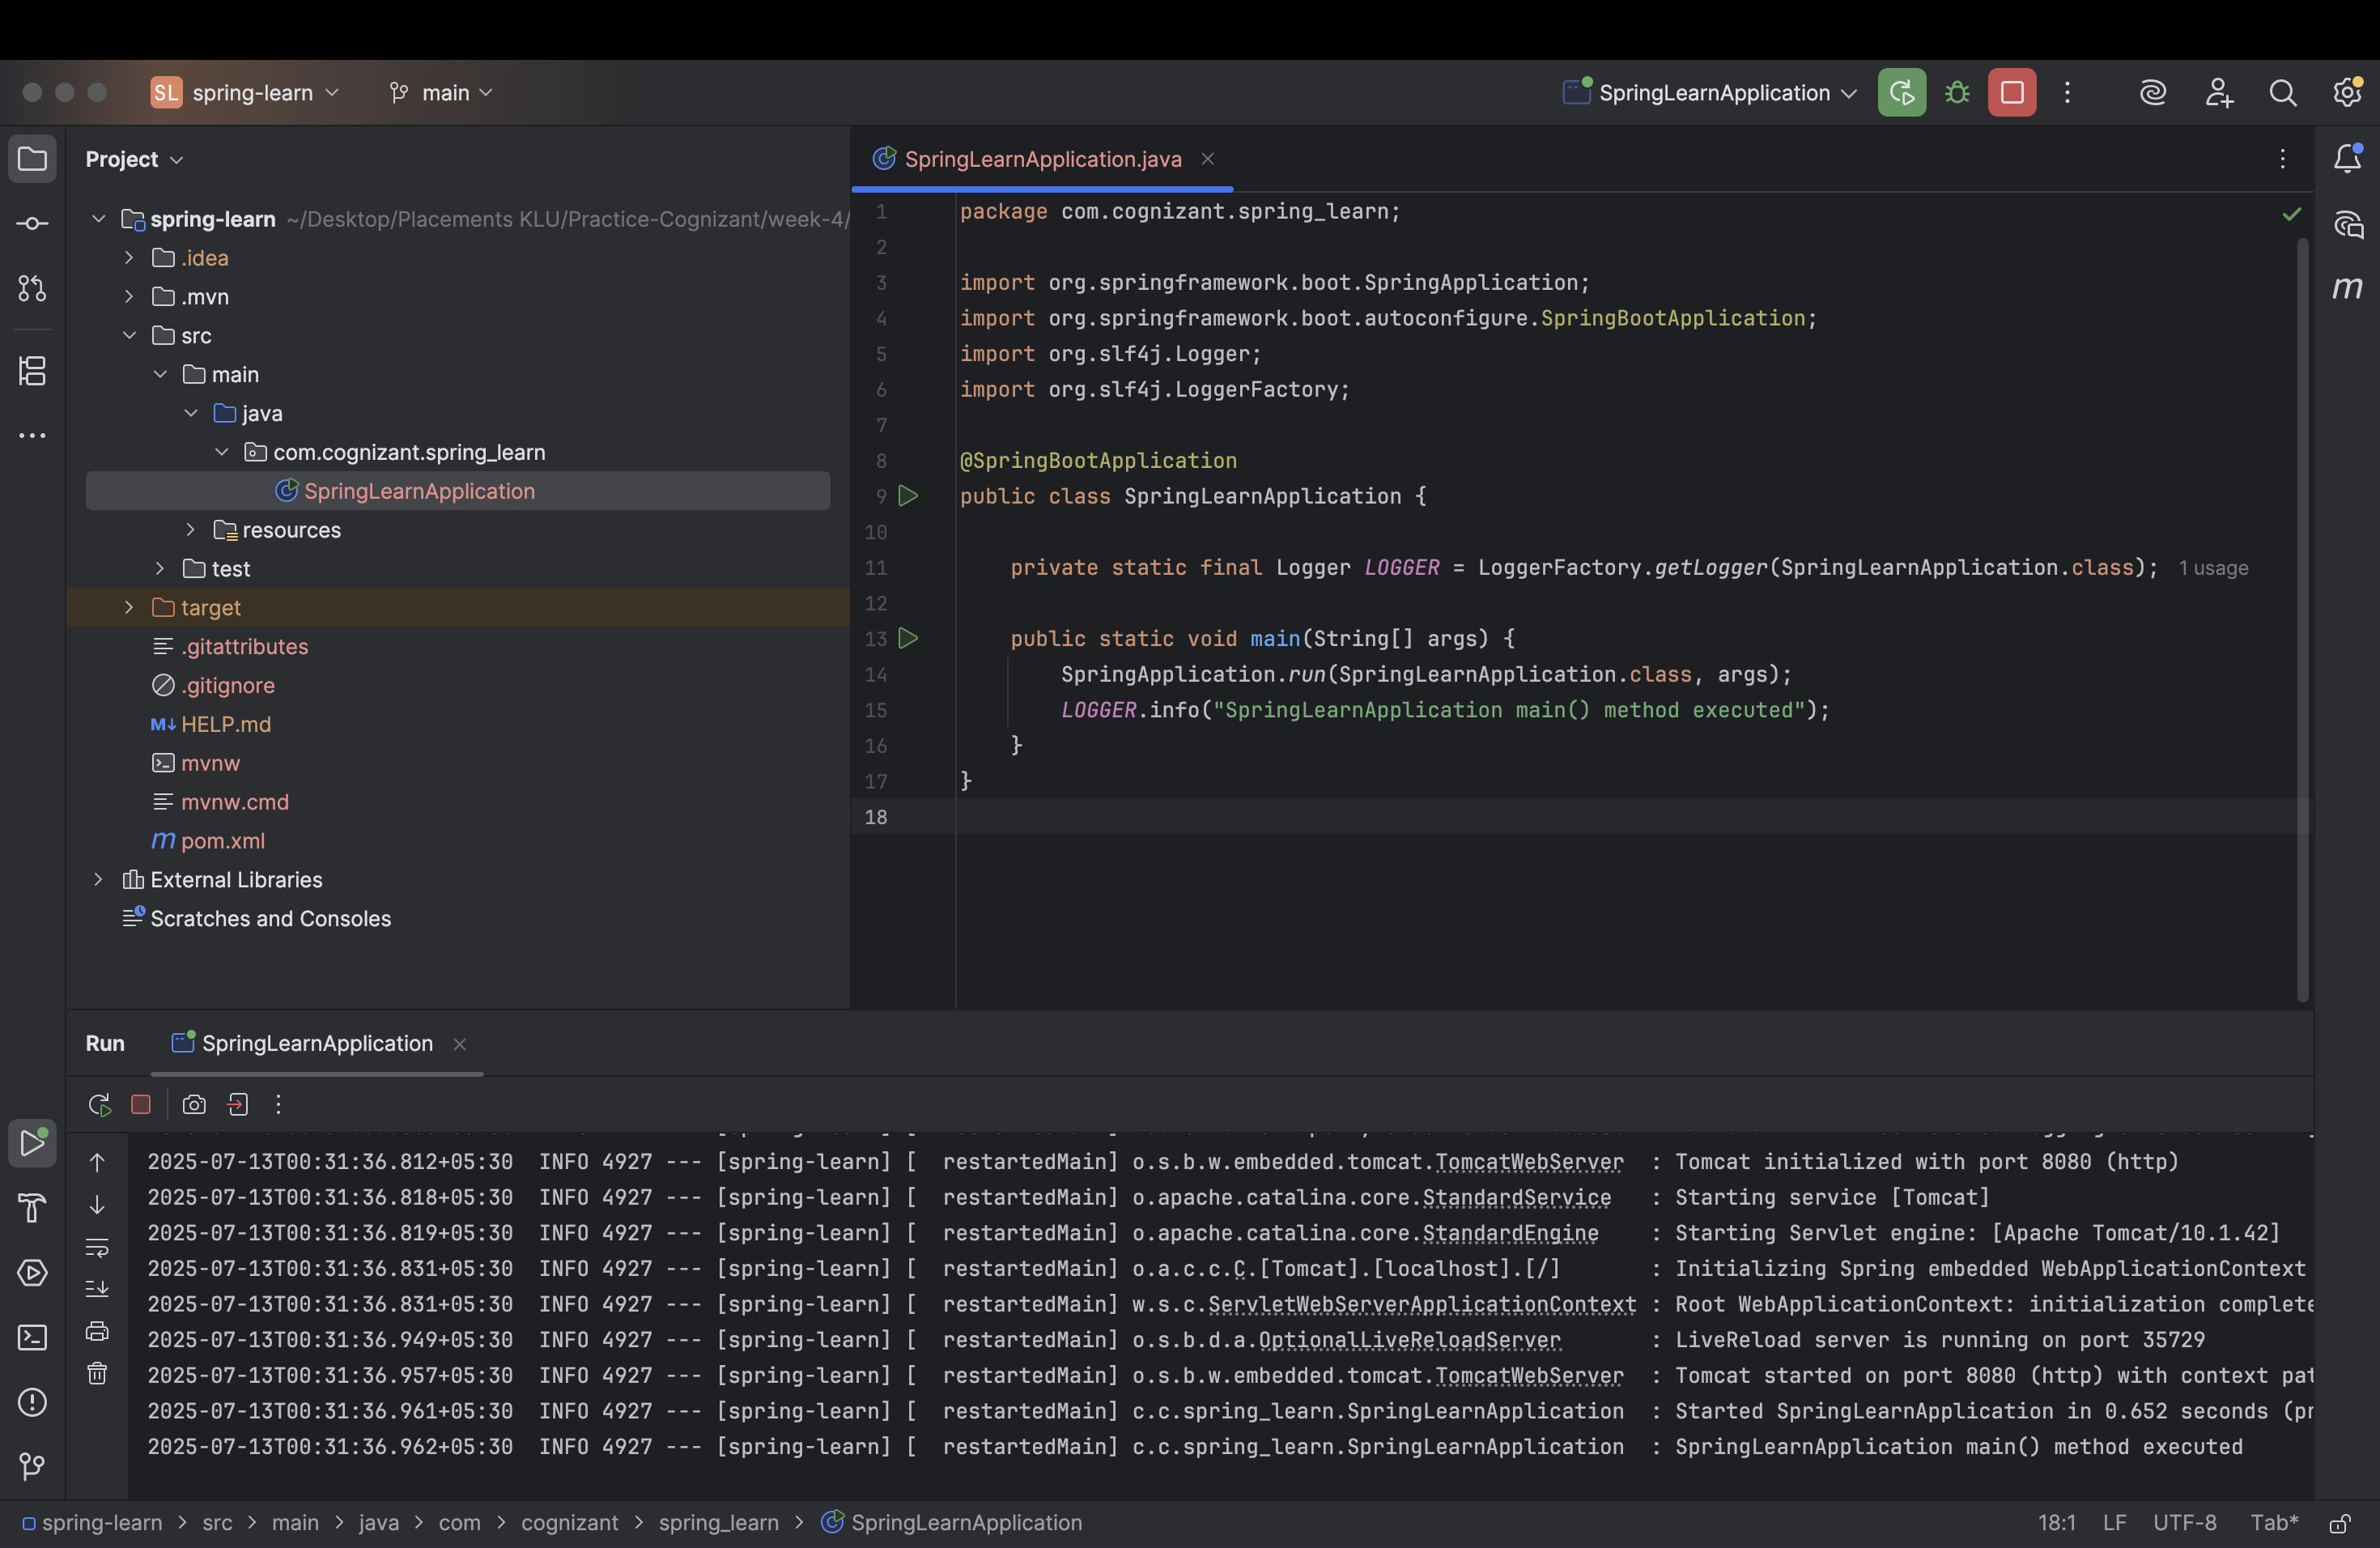 SL spring-learn
main
SpringLearnApplication
Project
spring-learn ~/Desktop/Placements KLU/Practice-Cognizant/week-4/
.idea
.mvn
src
main
java
com.cognizant.spring_learn
SpringLearnApplication
resources
test
target
.gitattributes
.gitignore
M↓ HELP.md
mvnw
mvnw.cmd
m pom.xml
External Libraries
Scratches and Consoles
SpringLearnApplication.java
1 package com.cognizant.spring_learn;
2
3 import org.springframework.boot.SpringApplication;
4 import org.springframework.boot.autoconfigure.SpringBootApplication;
5 import org.slf4j.Logger;
6 import org.slf4j.LoggerFactory;
7
8 @SpringBootApplication
9 public class SpringLearnApplication {
10
11 private static final Logger LOGGER = LoggerFactory.getLogger(SpringLearnApplication.class); 1 usage
12
13 public static void main(String[] args) {
14 SpringApplication.run(SpringLearnApplication.class, args);
15 LOGGER.info("SpringLearnApplication main() method executed");
16 }
17 }
18
m
Run SpringLearnApplication
2025-07-13T00:31:36.812+05:30 INFO 4927 --- [spring-learn] [ restartedMain] o.s.b.w.embedded.tomcat.TomcatWebServer : Tomcat initialized with port 8080 (http)
2025-07-13T00:31:36.818+05:30 INFO 4927 --- [spring-learn] [ restartedMain] o.apache.catalina.core.StandardService : Starting service [Tomcat]
2025-07-13T00:31:36.819+05:30 INFO 4927 --- [spring-learn] [ restartedMain] o.apache.catalina.core.StandardEngine : Starting Servlet engine: [Apache Tomcat/10.1.42]
2025-07-13T00:31:36.831+05:30 INFO 4927 --- [spring-learn] [ restartedMain] o.a.c.c.C.[Tomcat].[localhost].[/] : Initializing Spring embedded WebApplicationContext
2025-07-13T00:31:36.831+05:30 INFO 4927 --- [spring-learn] [ restartedMain] w.s.c.ServletWebServerApplicationContext : Root WebApplicationContext: initialization complete
2025-07-13T00:31:36.949+05:30 INFO 4927 --- [spring-learn] [ restartedMain] o.s.b.d.a.OptionalLiveReloadServer : LiveReload server is running on port 35729
2025-07-13T00:31:36.957+05:30 INFO 4927 --- [spring-learn] [ restartedMain] o.s.b.w.embedded.tomcat.TomcatWebServer : Tomcat started on port 8080 (http) with context pat
2025-07-13T00:31:36.961+05:30 INFO 4927 --- [spring-learn] [ restartedMain] c.c.spring_learn.SpringLearnApplication : Started SpringLearnApplication in 0.652 seconds (pr
2025-07-13T00:31:36.962+05:30 INFO 4927 --- [spring-learn] [ restartedMain] c.c.spring_learn.SpringLearnApplication : SpringLearnApplication main() method executed
spring-learn > src > main > java > com > cognizant > spring_learn > SpringLearnApplication 18:1 LF UTF-8 Tab*